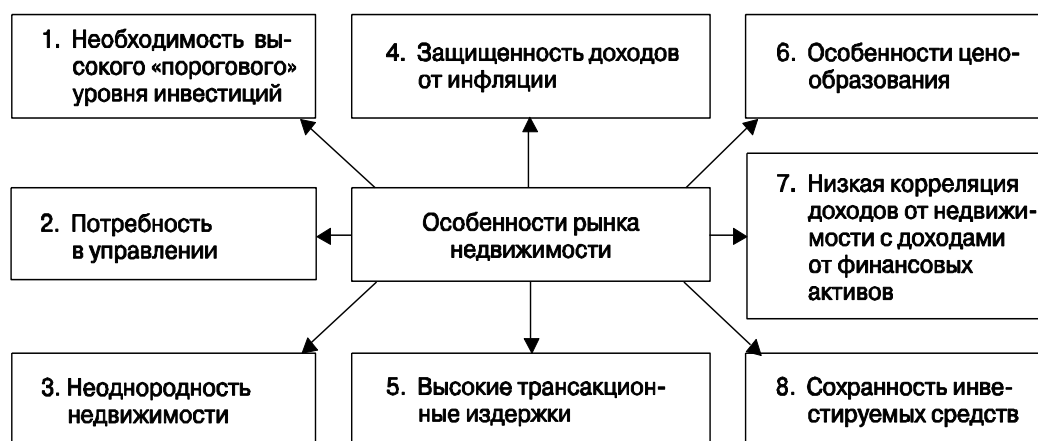 1. Необходимость вы-
сокого «порогового»
уровня инвестиций
4. Защищенность доходов
от инфляции
6. Особенности цено-
образования
2. Потребность
в управлении
Особенности рынка
недвижимости
7. Низкая корреляция
доходов от недвижи-
мости с доходами
от финансовых
активов
3. Неоднородность
недвижимости
5. Высокие трансакцион-
ные издержки
8. Сохранность инве-
стируемых средств